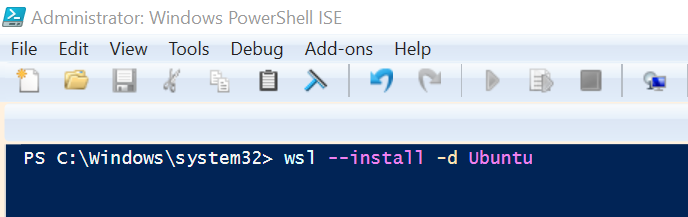 Administrator: Windows PowerShell ISE
File Edit View Tools Debug Add-ons Help
PS C:\Windows\system32> wsl --install -d Ubuntu